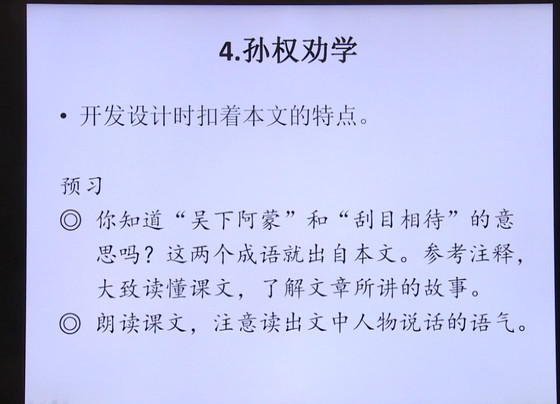 4.孙权劝学
• 开发设计时扣着本文的特点。
预习
◎ 你知道“吴下阿蒙”和“刮目相待”的意
思吗？这两个成语就出自本文。参考注释，
大致读懂课文，了解文章所讲的故事。
◎ 朗读课文，注意读出文中人物说话的语气。